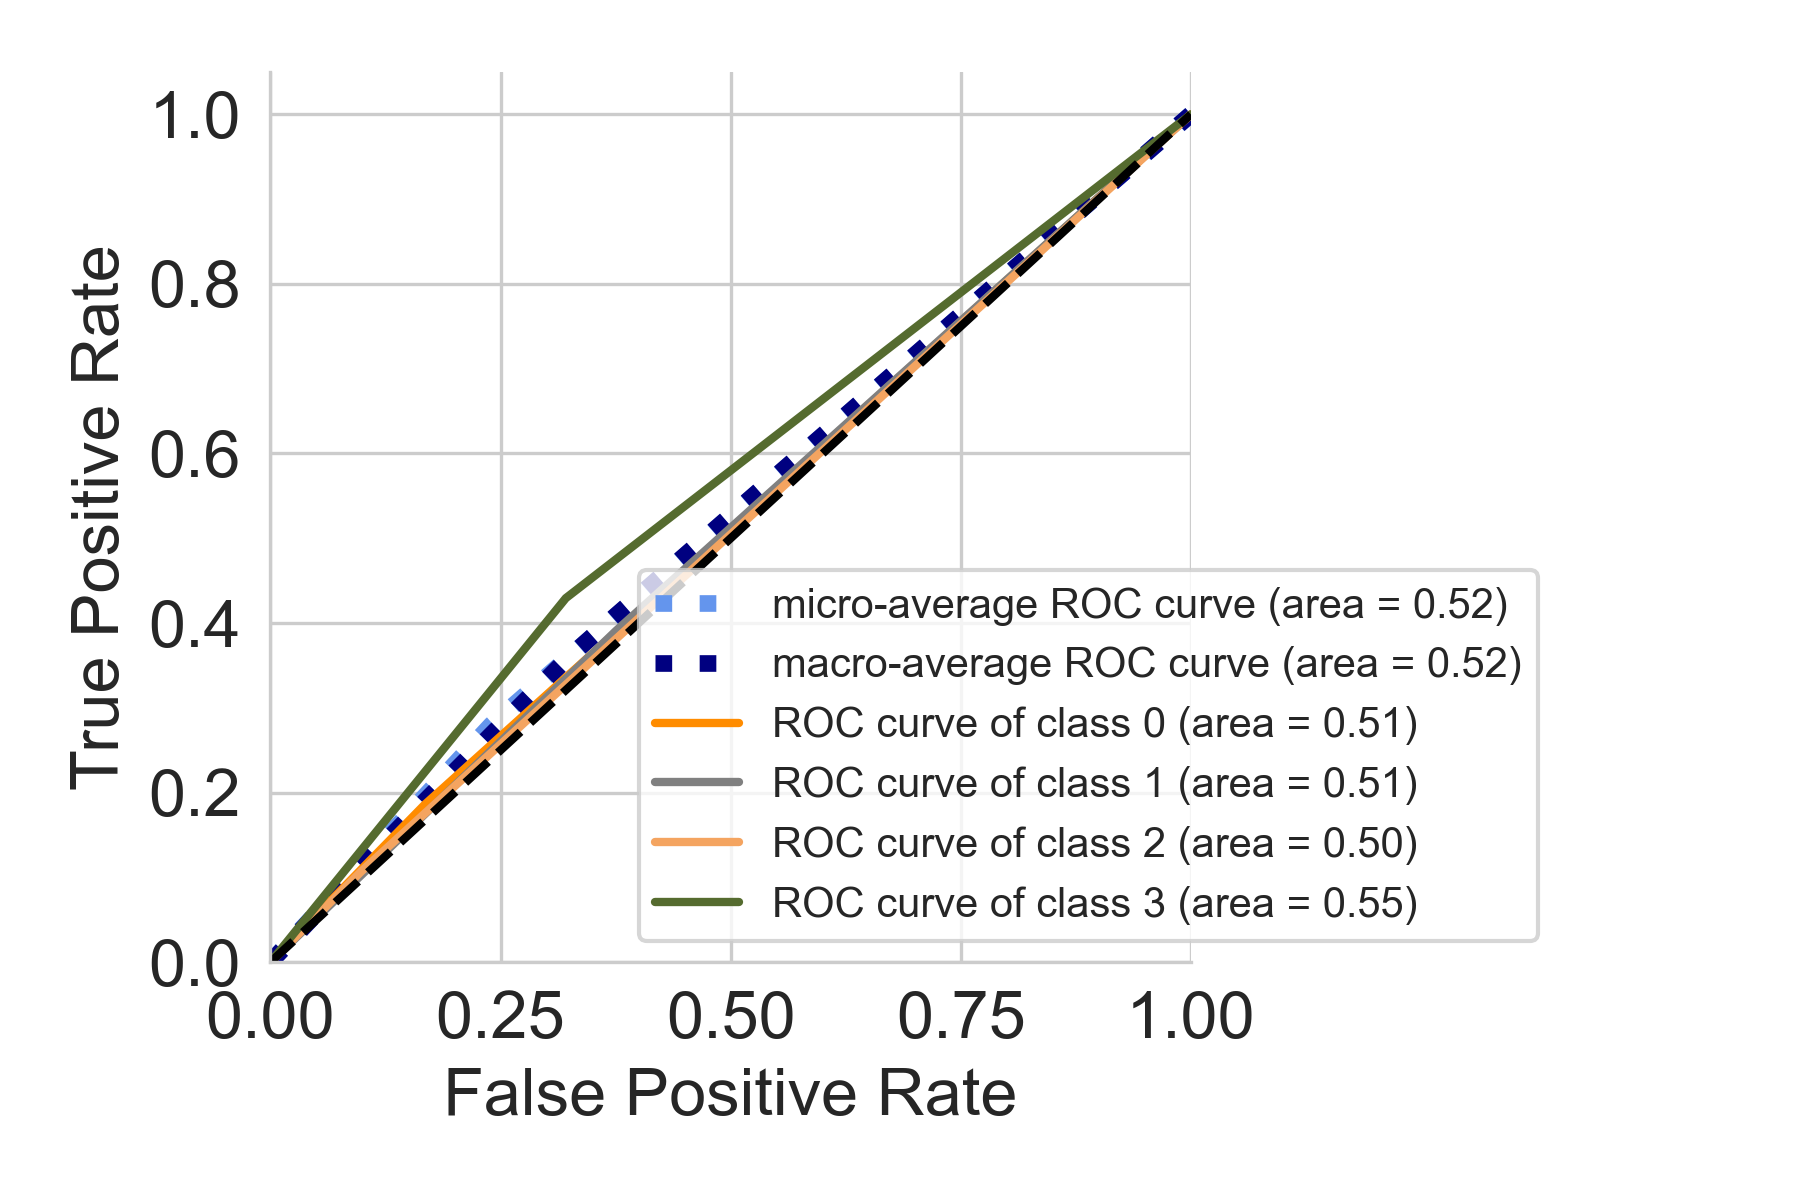 True Positive Rate
1.0
0.8
0.6
0.4
0.2
0.0
0.00 0.25 0.50 0.75 1.00
False Positive Rate
micro-average ROC curve (area = 0.52)
macro-average ROC curve (area = 0.52)
ROC curve of class 0 (area = 0.51)
ROC curve of class 1 (area = 0.51)
ROC curve of class 2 (area = 0.50)
ROC curve of class 3 (area = 0.55)